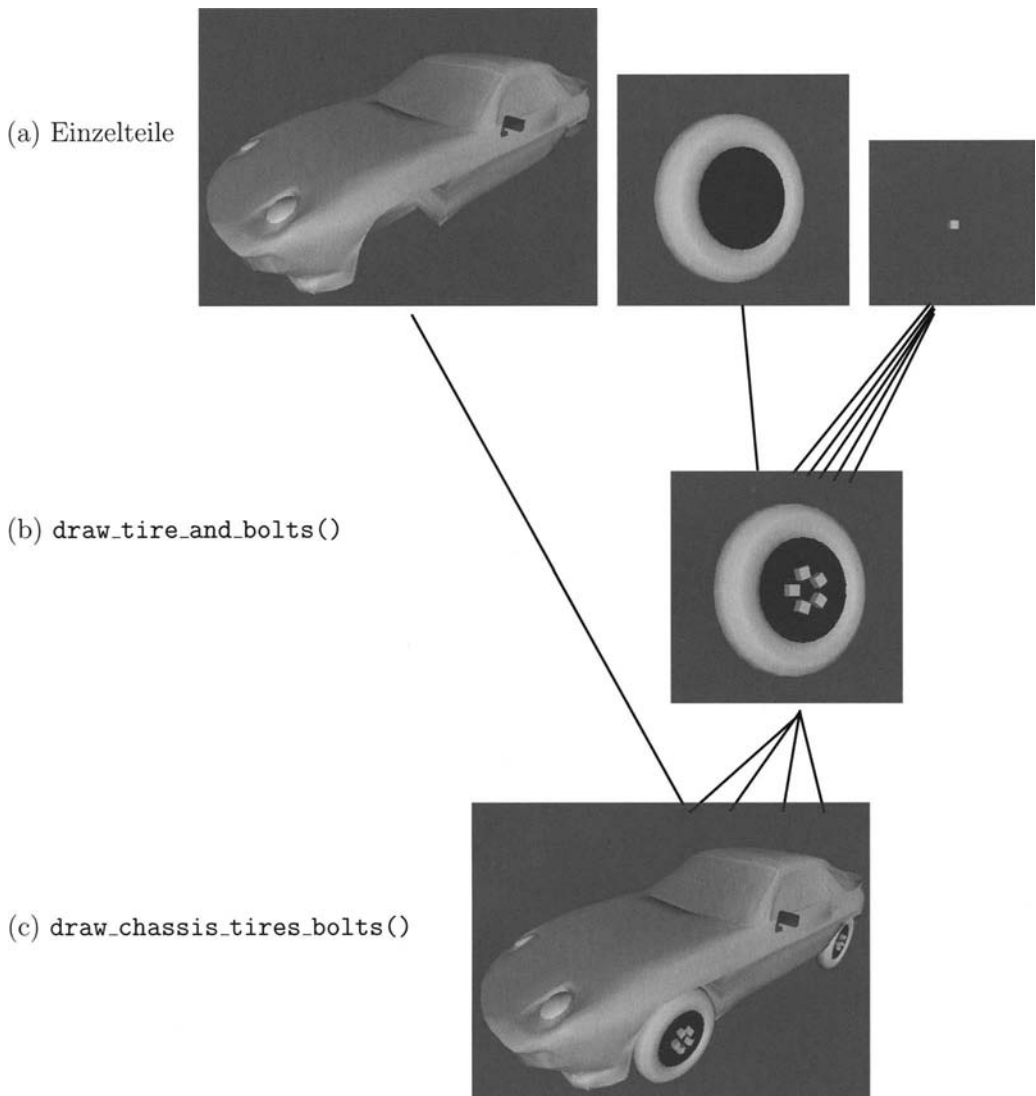 (a) Einzelteile
(b) draw_tire_and_bolts()
(c) draw_chassis_tires_bolts()